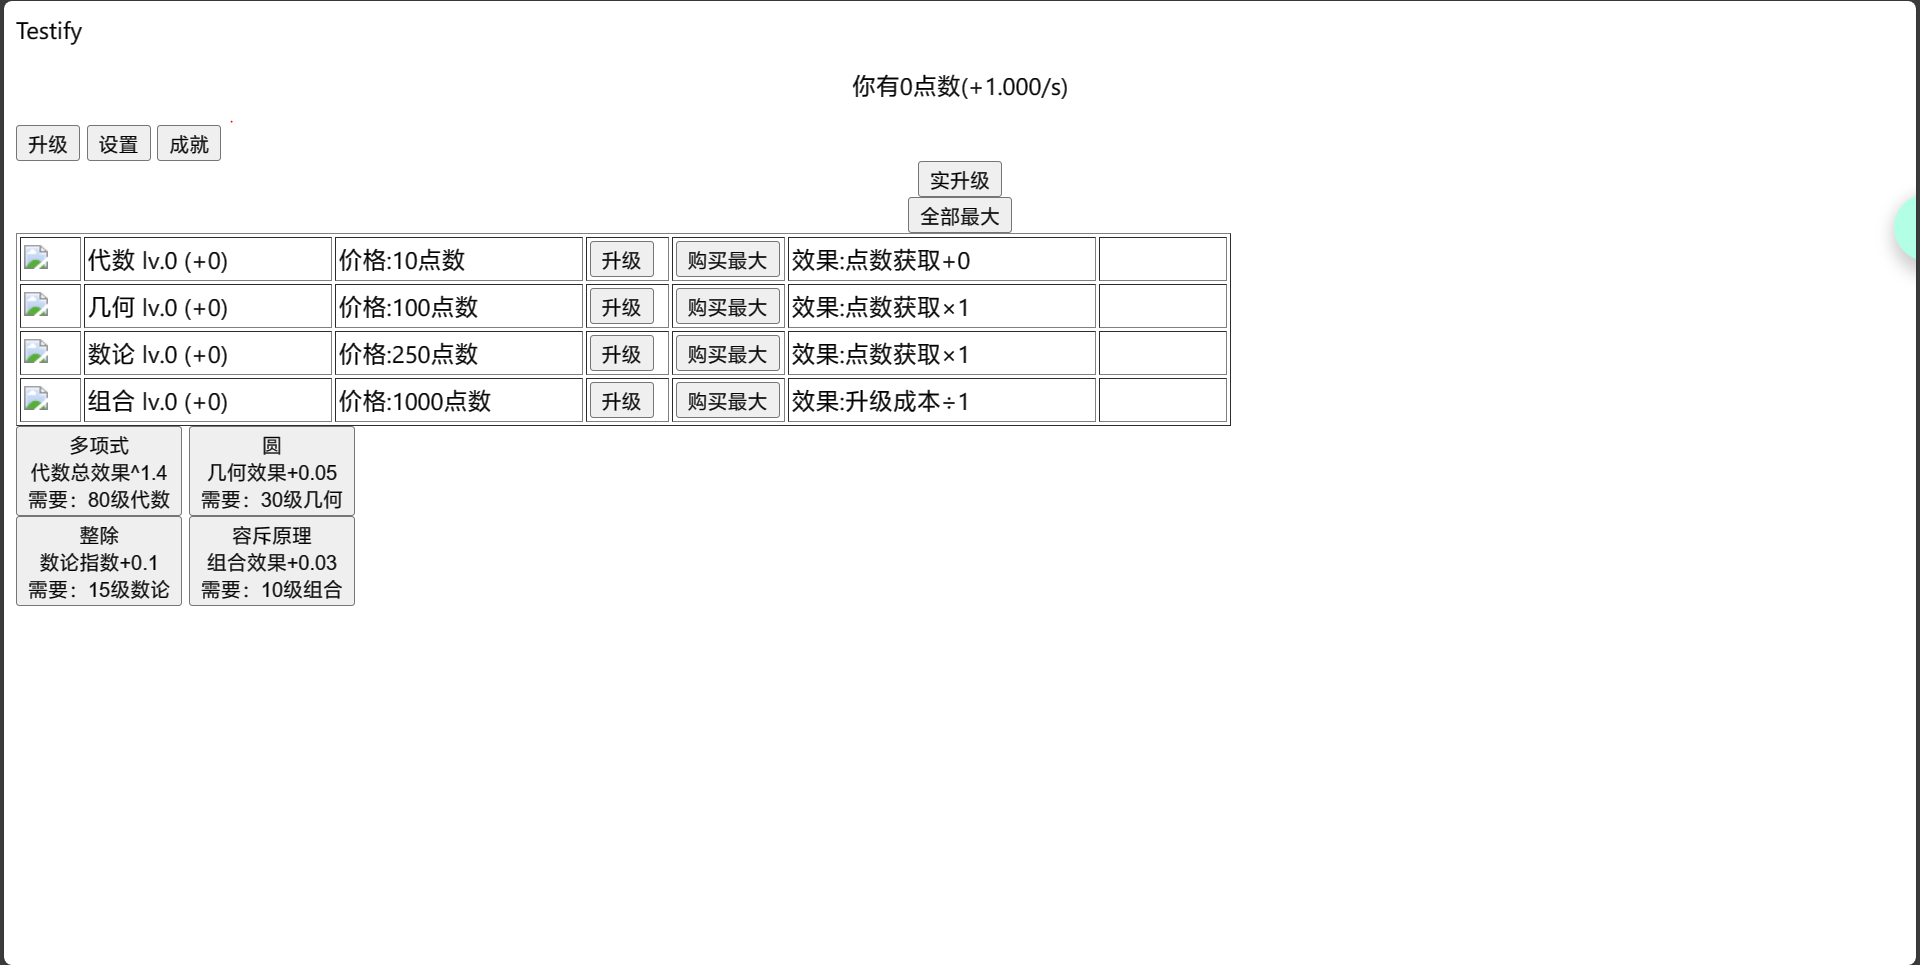 Testify
你有0点数(+1.000/s)
升级 设置 成就
实升级
全部最大
代数 lv.0 (+0) 价格:10点数 升级 购买最大 效果:点数获取+0
几何 lv.0 (+0) 价格:100点数 升级 购买最大 效果:点数获取×1
数论 lv.0 (+0) 价格:250点数 升级 购买最大 效果:点数获取×1
组合 lv.0 (+0) 价格:1000点数 升级 购买最大 效果:升级成本÷1
多项式
代数总效果^1.4
需要：80级代数
圆
几何效果+0.05
需要：30级几何
整除
数论指数+0.1
需要：15级数论
容斥原理
组合效果+0.03
需要：10级组合